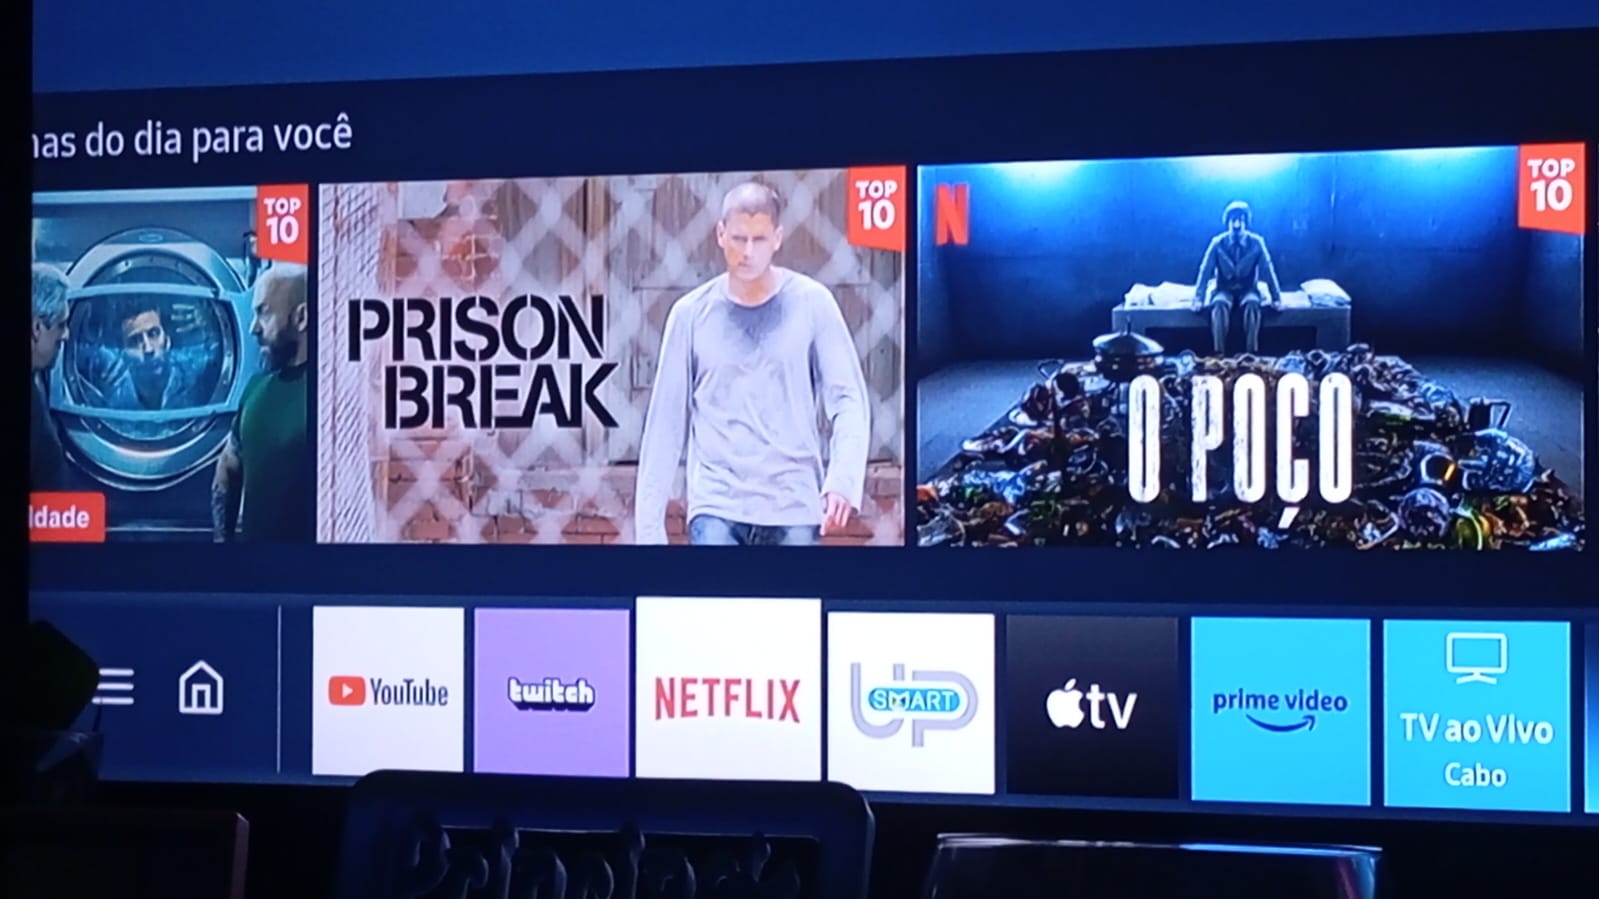 nas do dia para você
TOP
10
TOP
10
TOP
10
N
PRISON
BREAK
O POÇO
ldade
YouTube
twitch
NETFLIX
UP
SMART
tv
prime video
TV ao Vivo
Cabo